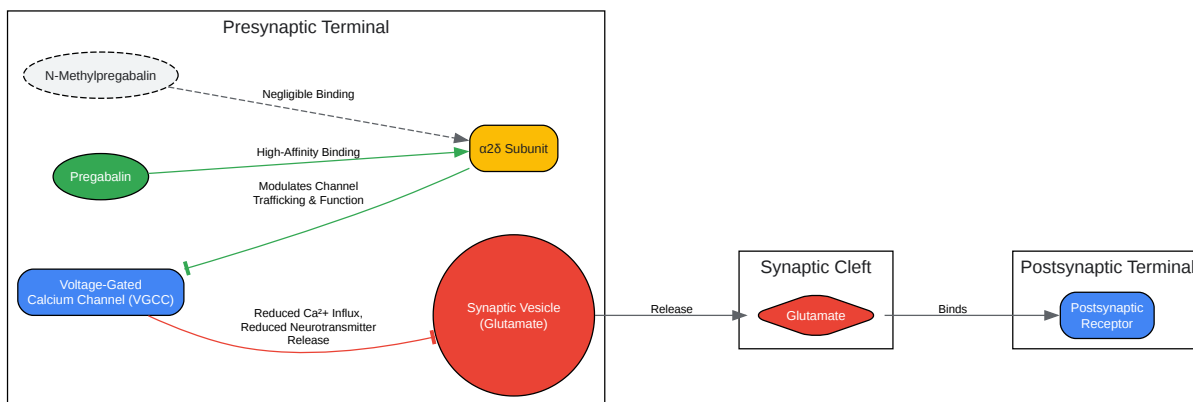 Presynaptic Terminal
N-Methylpregabalin
Negligible Binding
α2δ Subunit
High-Affinity Binding
Pregabalin
Modulates Channel
Trafficking & Function
Voltage-Gated
Calcium Channel (VGCC)
Reduced Ca²+ Influx,
Reduced Neurotransmitter
Release
Synaptic Vesicle
(Glutamate)
Release
Synaptic Cleft
Glutamate
Binds
Postsynaptic Terminal
Postsynaptic
Receptor